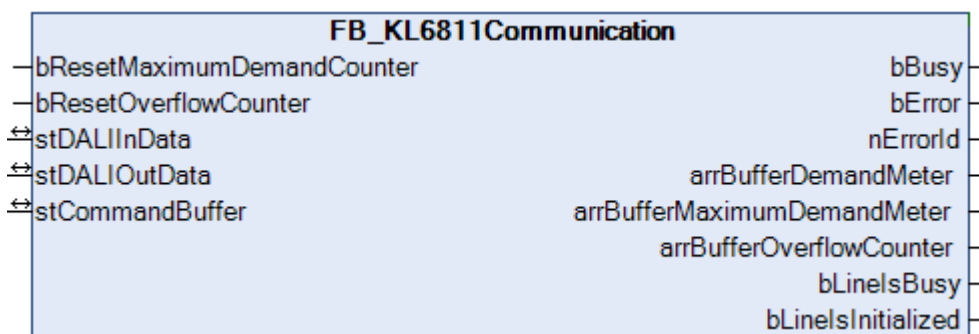 FB_KL6811Communication
bResetMaximumDemandCounter bBusy
bResetOverflowCounter bError
stDALIInData nErrorId
stDALIOutData arrBufferDemandMeter
stCommandBuffer arrBufferMaximumDemandMeter
arrBufferOverflowCounter
bLineIsBusy
bLineIsInitialized